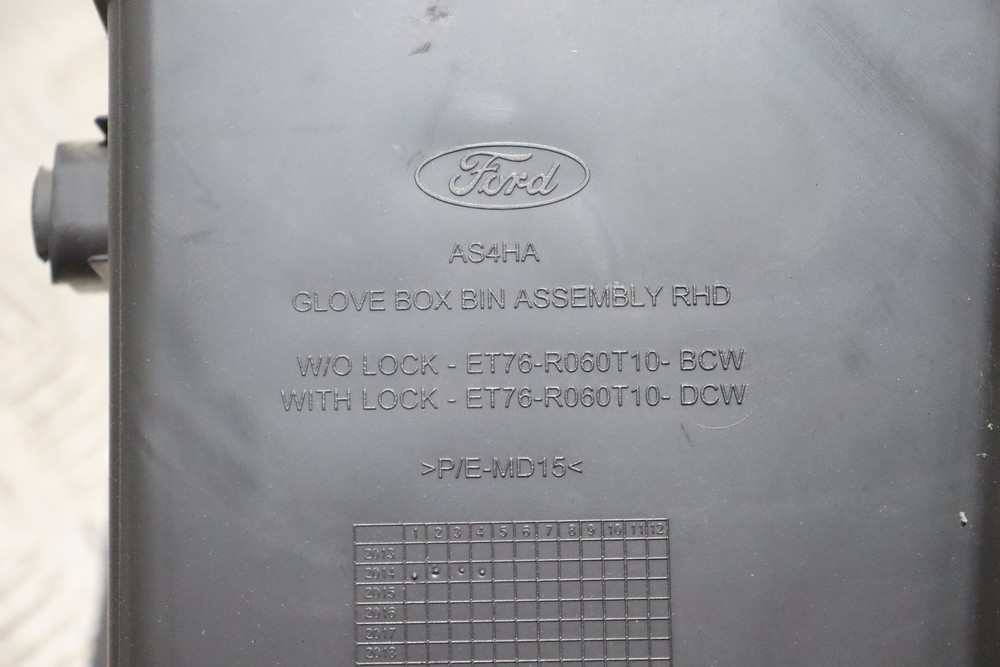 Ford
AS4HA
GLOVE BOX BIN ASSEMBLY RHD
W/O LOCK - ET76-R060T10- BCW
WITH LOCK - ET76-R060T10- DCW
>P/E-MD15<
1 2 3 4 5 6 7 8 9 10 11 12
2013
2014
2015
2016
2017
2018